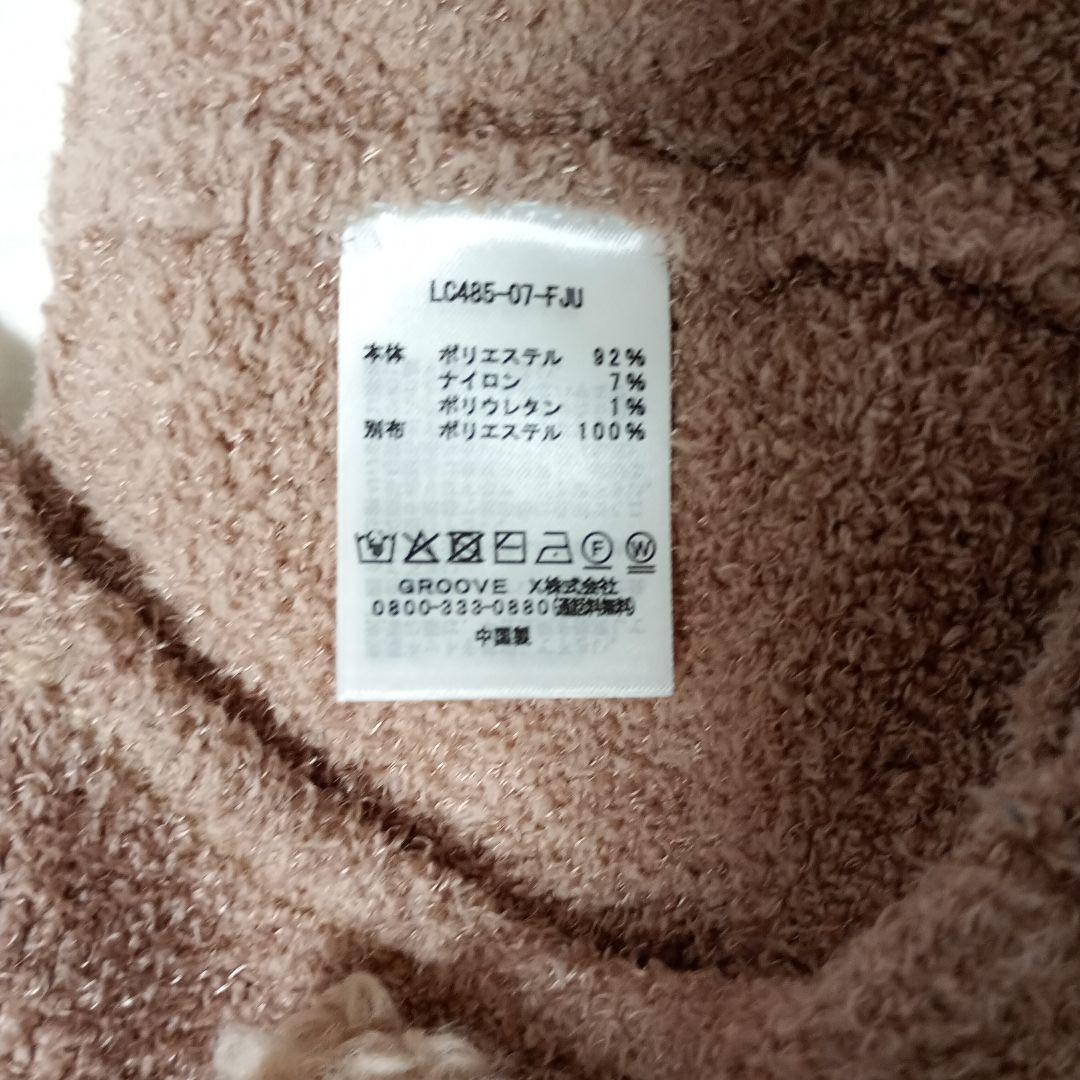 LC485-07-FJU
本体 ポリエステル 92%
ナイロン 7%
ポリウレタン 1%
別布 ポリエステル 100%
F W
GROOVE X株式会社
0800-333-0880(通話料無料)
中国製